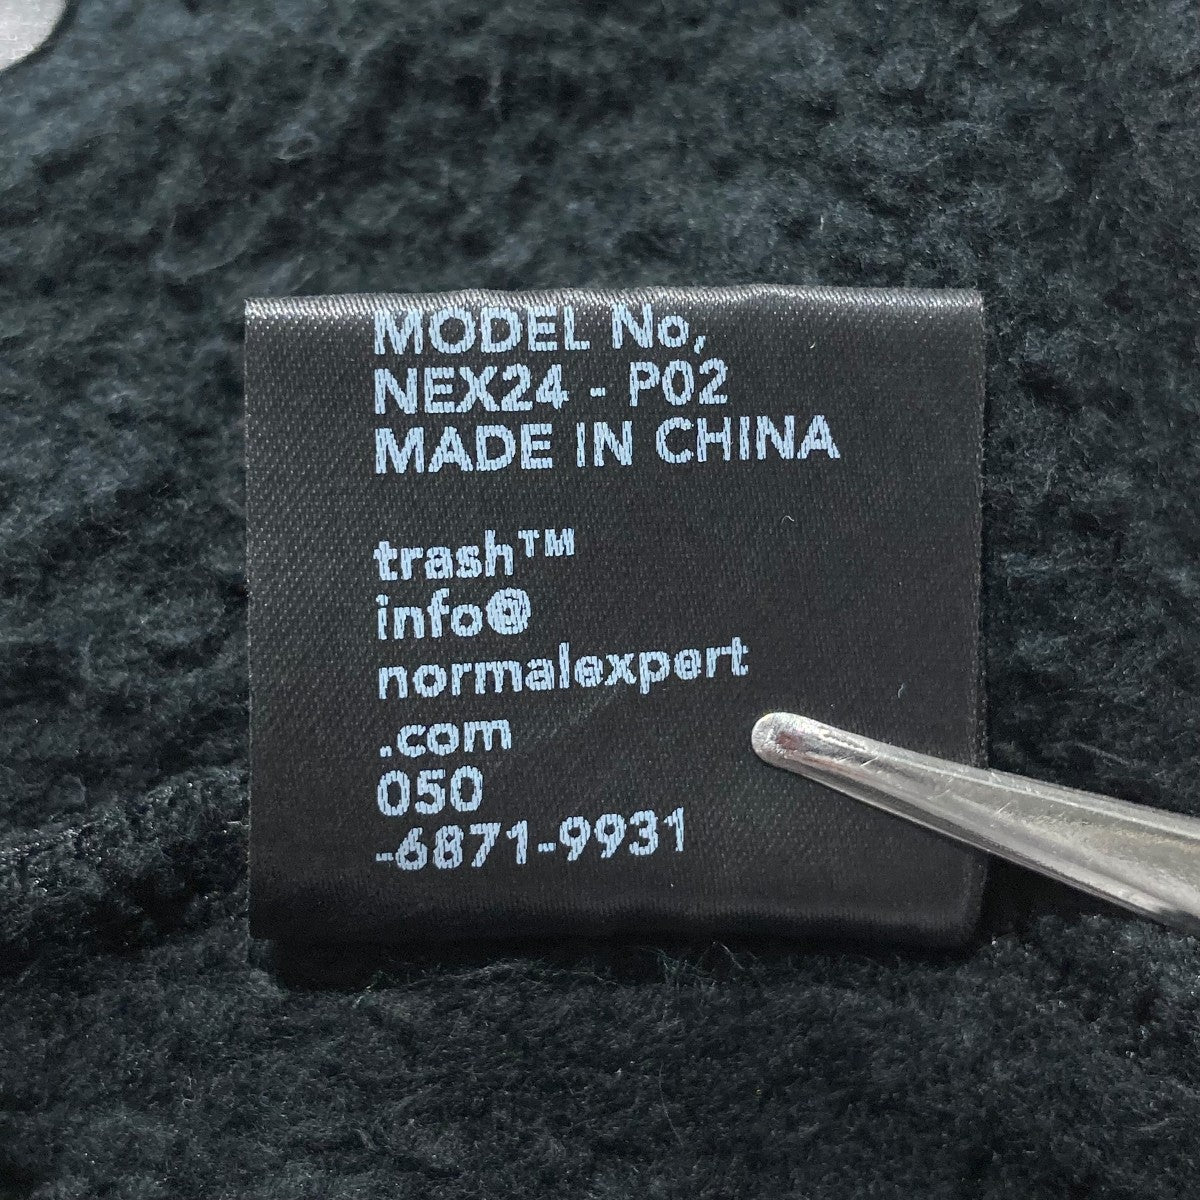 MODEL No,
NEX24 - P02
MADE IN CHINA
trash™
info@
normalexpert
.com
050
-6871-9931